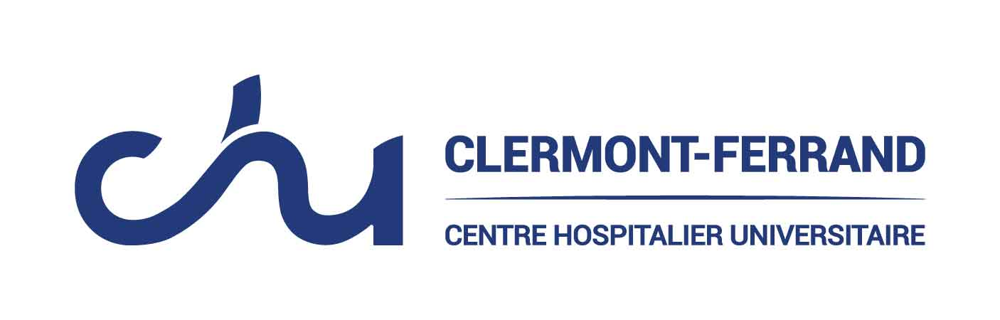 chu
CLERMONT-FERRAND
CENTRE HOSPITALIER UNIVERSITAIRE